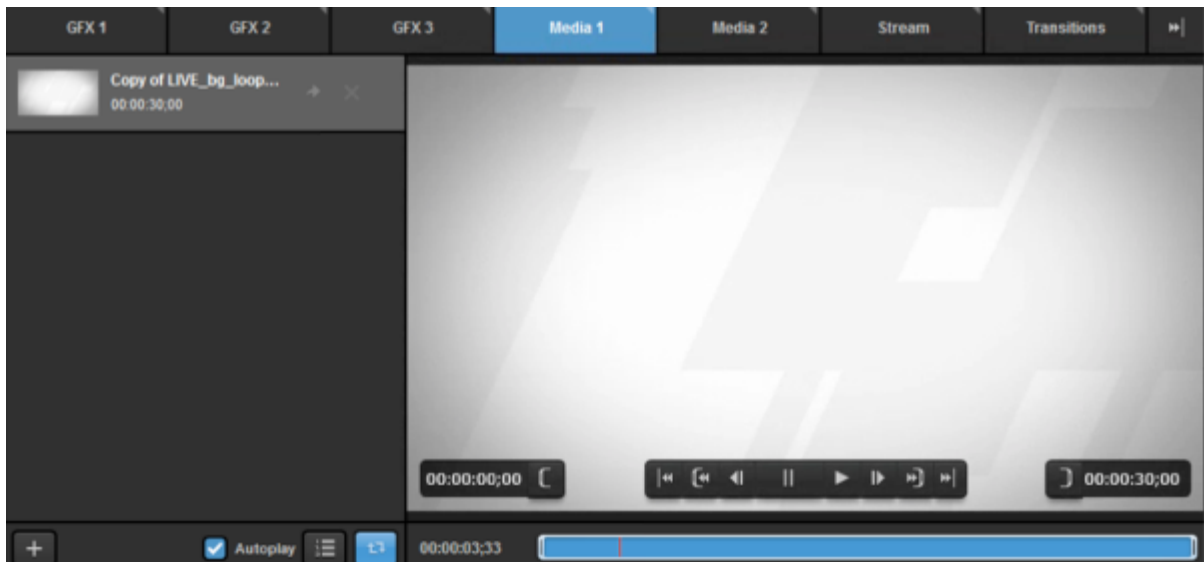 GFX 1 GFX 2 GFX 3 Media 1 Media 2 Stream Transitions
Copy of LIVE_bg_loop...
00:00:30;00
00:00:00;00 00:00:30;00
Autoplay 00:00:03;33